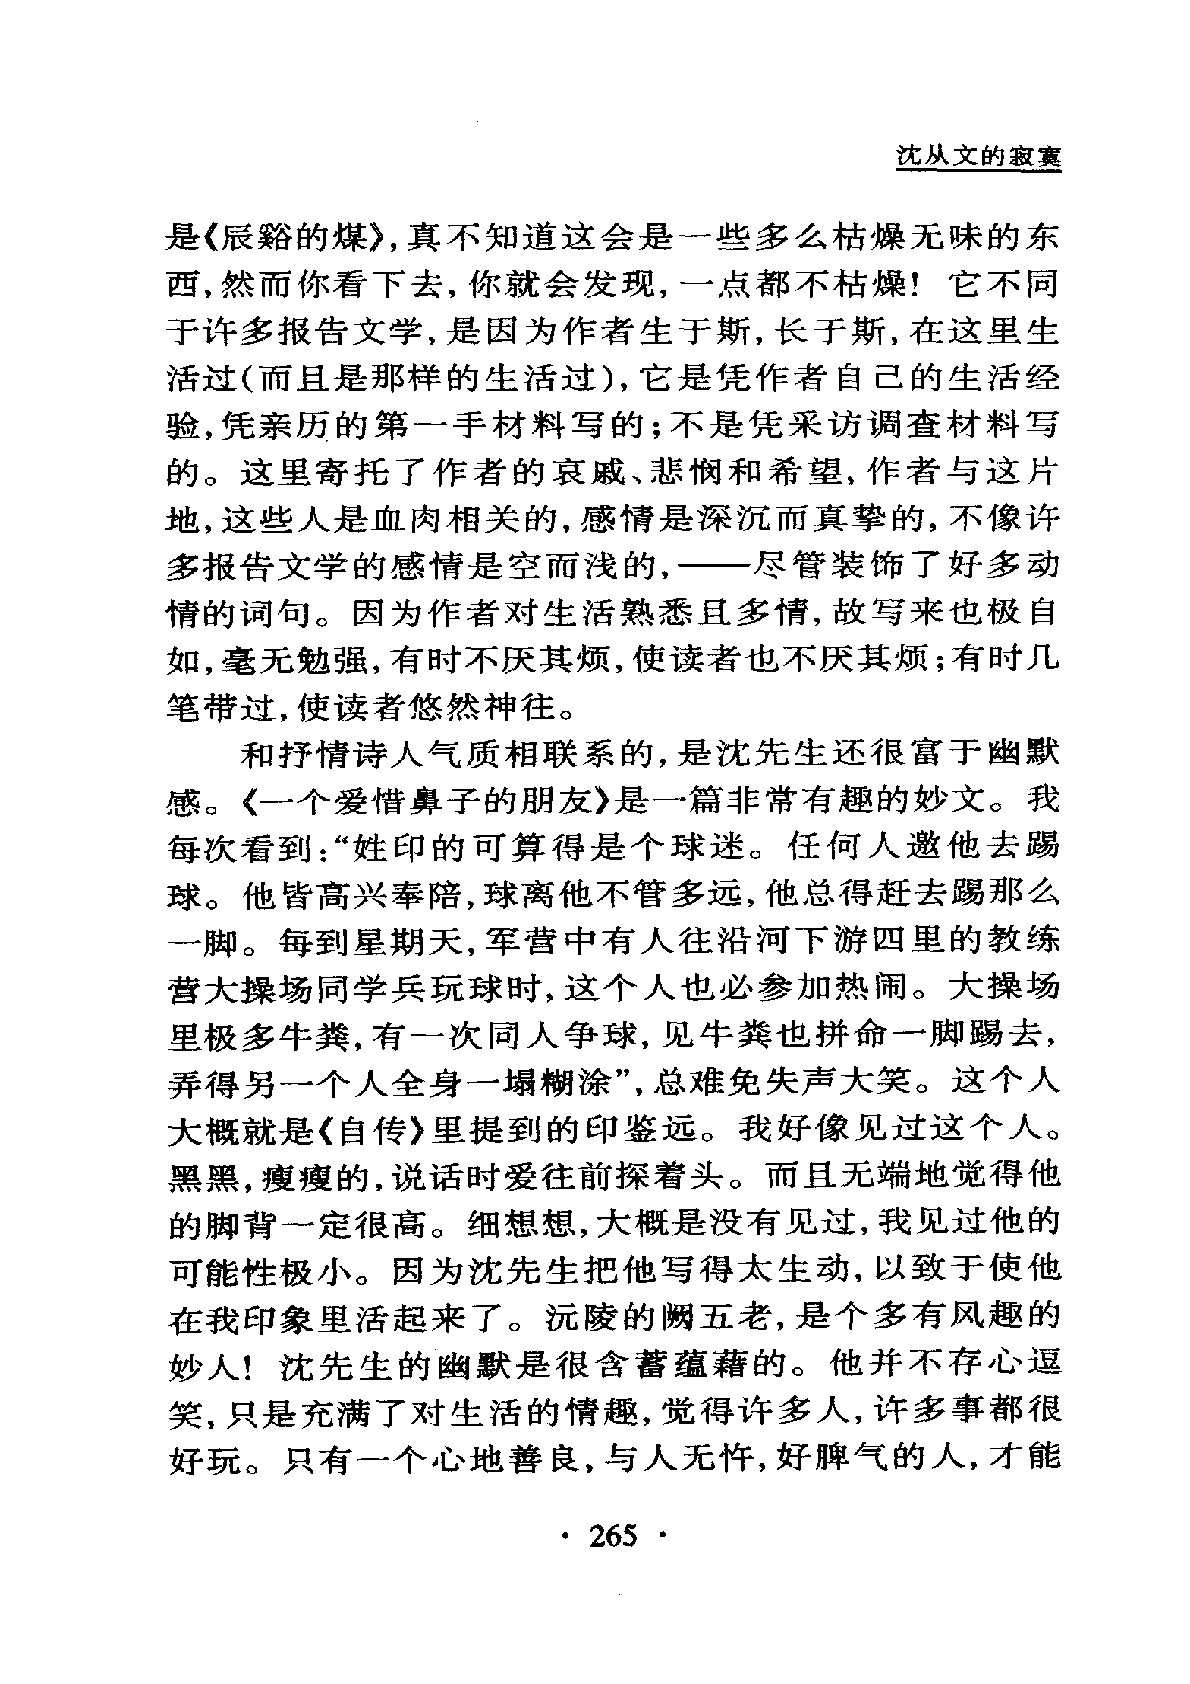 沈从文的寂寞
是《辰谿的煤》,真不知道这会是一些多么枯燥无味的东
西,然而你看下去,你就会发现,一点都不枯燥!它不同
于许多报告文学,是因为作者生于斯,长于斯,在这里生
活过(而且是那样的生活过),它是凭作者自己的生活经
验,凭亲历的第一手材料写的;不是凭采访调查材料写
的。这里寄托了作者的哀戚、悲悯和希望,作者与这片
地,这些人是血肉相关的,感情是深沉而真挚的,不像许
多报告文学的感情是空而浅的,——尽管装饰了好多动
情的词句。因为作者对生活熟悉且多情,故写来也极自
如,毫无勉强,有时不厌其烦,使读者也不厌其烦;有时几
笔带过,使读者悠然神往。
和抒情诗人气质相联系的,是沈先生还很富于幽默
感。《一个爱惜鼻子的朋友》是一篇非常有趣的妙文。我
每次看到:“姓印的可算得是个球迷。任何人邀他去踢
球。他皆高兴奉陪,球离他不管多远,他总得赶去踢那么
一脚。每到星期天,军营中有人往沿河下游四里的教练
营大操场同学兵玩球时,这个人也必参加热闹。大操场
里极多牛粪,有一次同人争球,见牛粪也拼命一脚踢去,
弄得另一个人全身一塌糊涂”,总难免失声大笑。这个人
大概就是《自传》里提到的印鉴远。我好像见过这个人。
黑黑,瘦瘦的,说话时爱往前探着头。而且无端地觉得他
的脚背一定很高。细想想,大概是没有见过,我见过他的
可能性极小。因为沈先生把他写得太生动,以致于使他
在我印象里活起来了。沅陵的阙五老,是个多有风趣的
妙人!沈先生的幽默是很含蓄蕴藉的。他并不存心逗
笑,只是充满了对生活的情趣,觉得许多人,许多事都很
好玩。只有一个心地善良,与人无忤,好脾气的人,才能
· 265 ·